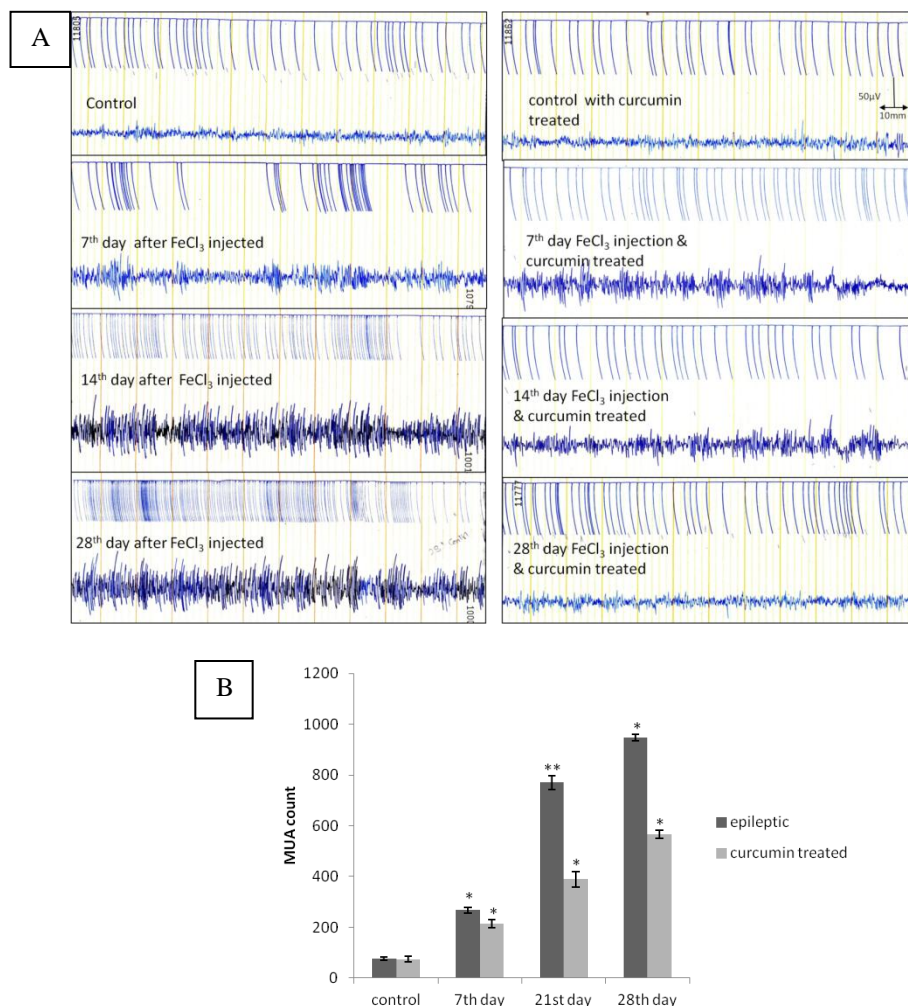 A
11805
Control
7th day after FeCl3 injected
1079
14th day after FeCl3 injected
1001
28th day after FeCl3 injected
11862
50µV
10mm
control with curcumin
treated
7th day FeCl3 injection &
curcumin treated
14th day FeCl3 injection
& curcumin treated
11777
28th day FeCl3 injection
& curcumin treated
B
1200
1000
800
600
400
200
0
MUA count
* * ** * * *
control 7th day 21st day 28th day
epileptic
curcumin treated